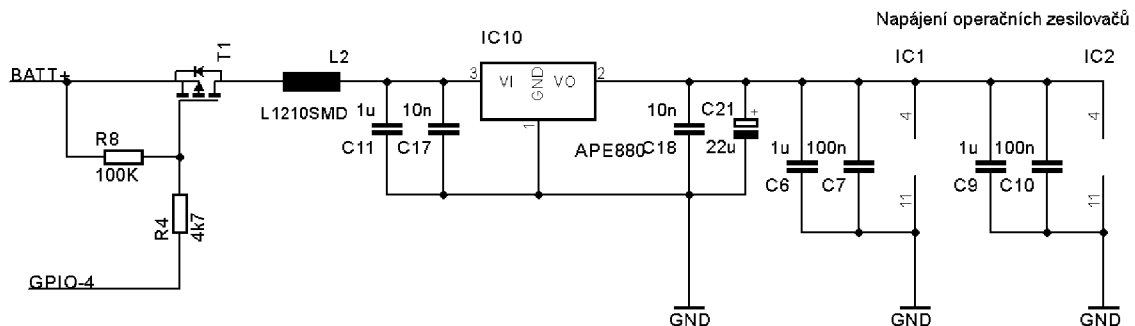 Napájení operačních zesilovačů
T1
IC10
IC1
IC2
BATT+
L2
3
VI
GND
VO
2
L1210SMD
1u
10n
1
10n
C21
+
4
4
R8
C11
C17
APE880
C18
22u
1u
100n
1u
100n
100K
C6
C7
C9
C10
R4
4k7
11
11
GPIO-4
GND
GND
GND